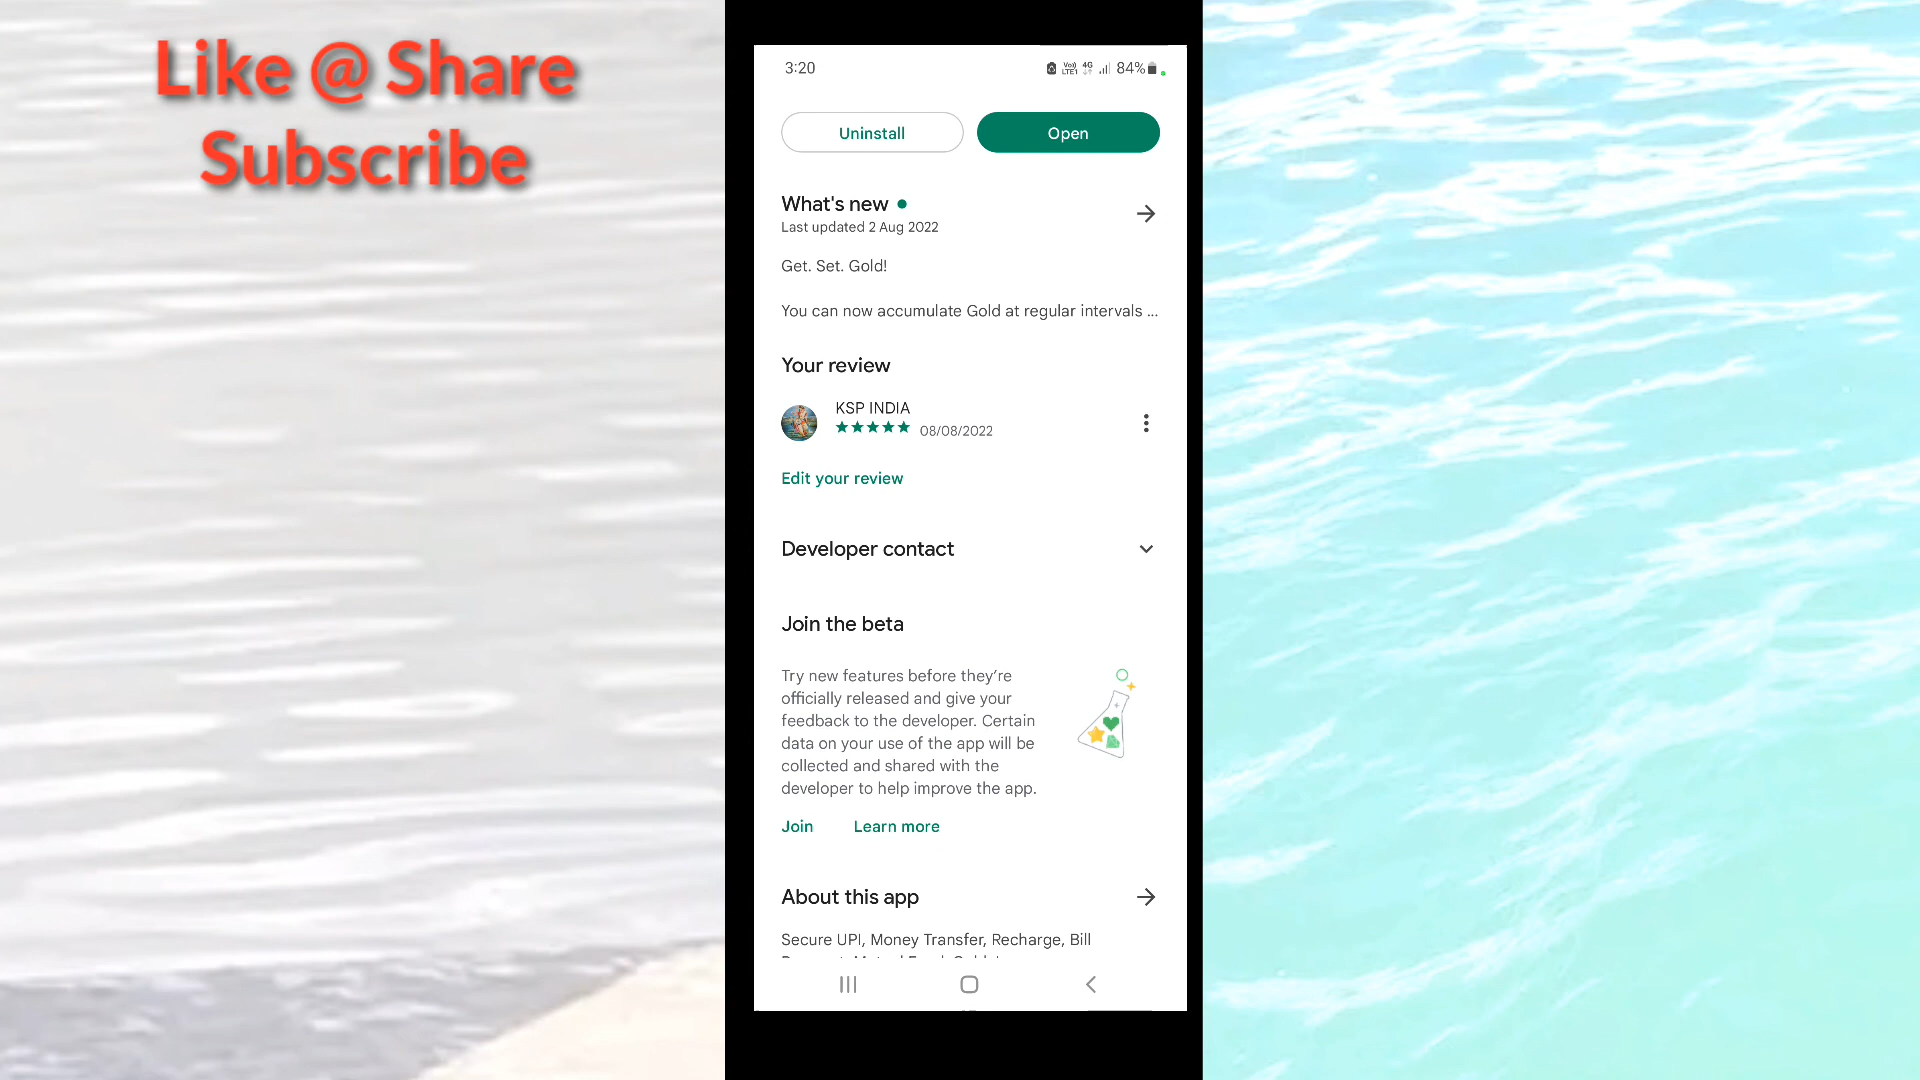 Like @ Share
Subscribe
3:20
Vo)) 4G
LTE1
84%
Uninstall
Open
What's new
Last updated 2 Aug 2022
Get. Set. Gold!
You can now accumulate Gold at regular intervals ...
Your review
KSP INDIA
08/08/2022
Edit your review
Developer contact
Join the beta
Try new features before they're
officially released and give your
feedback to the developer. Certain
data on your use of the app will be
collected and shared with the
developer to help improve the app.
Join
Learn more
About this app
Secure UPI, Money Transfer, Recharge, Bill